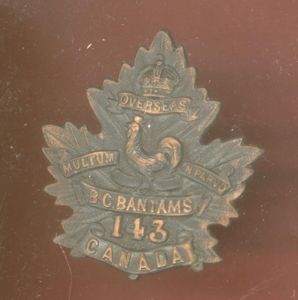 OVERSEAS
MULTUM IN PARVO
B.C. BANTAMS
143
CANADA